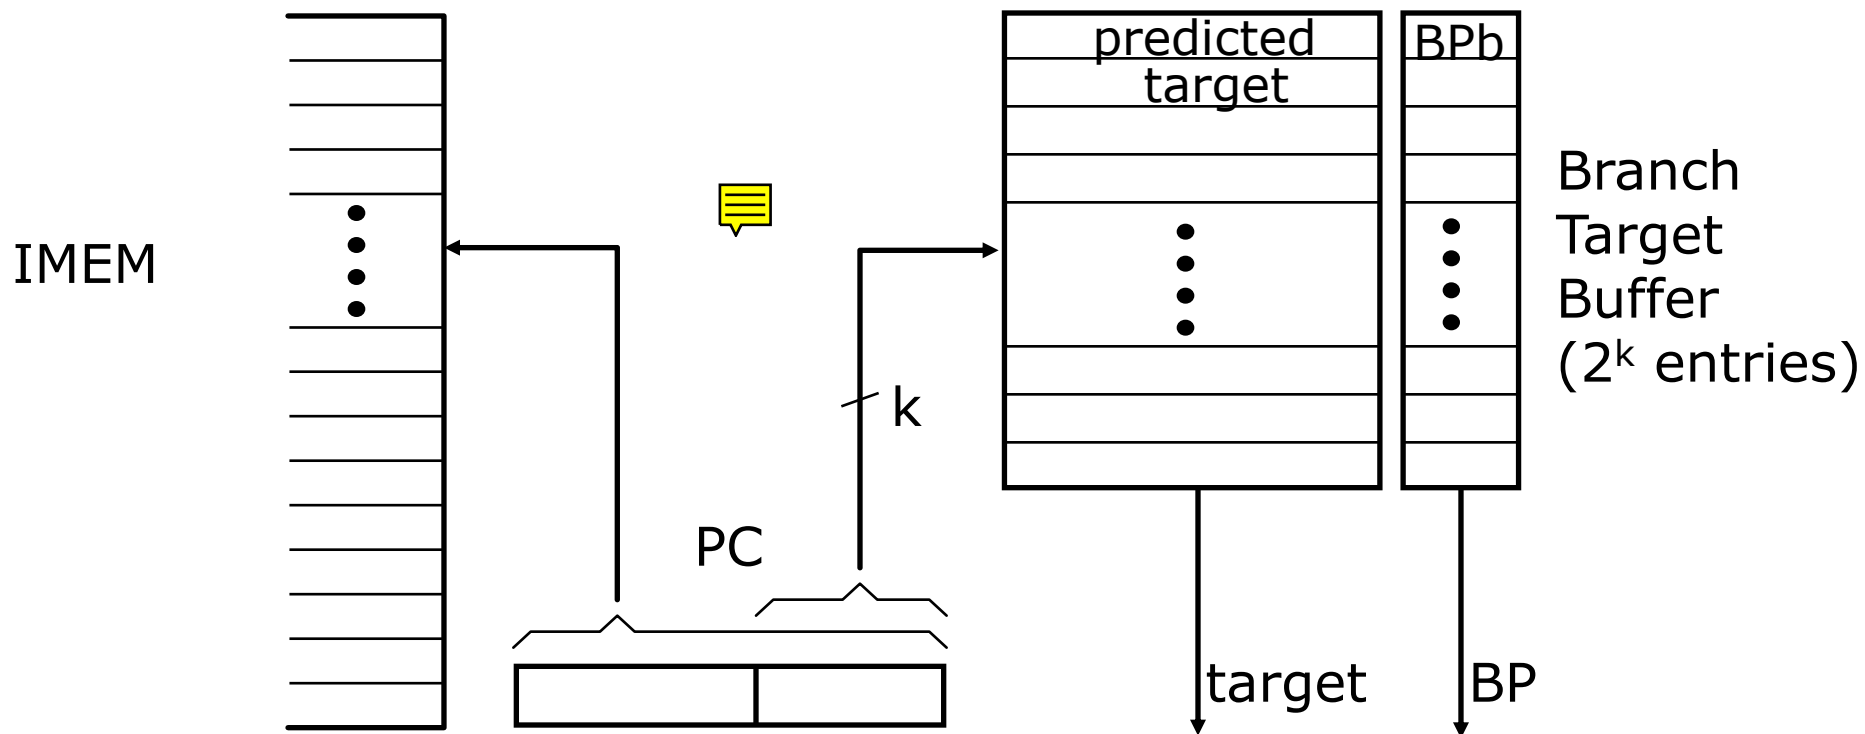 IMEM
PC
k
predicted
target
BPb
Branch
Target
Buffer
(2ᵏ entries)
target
BP